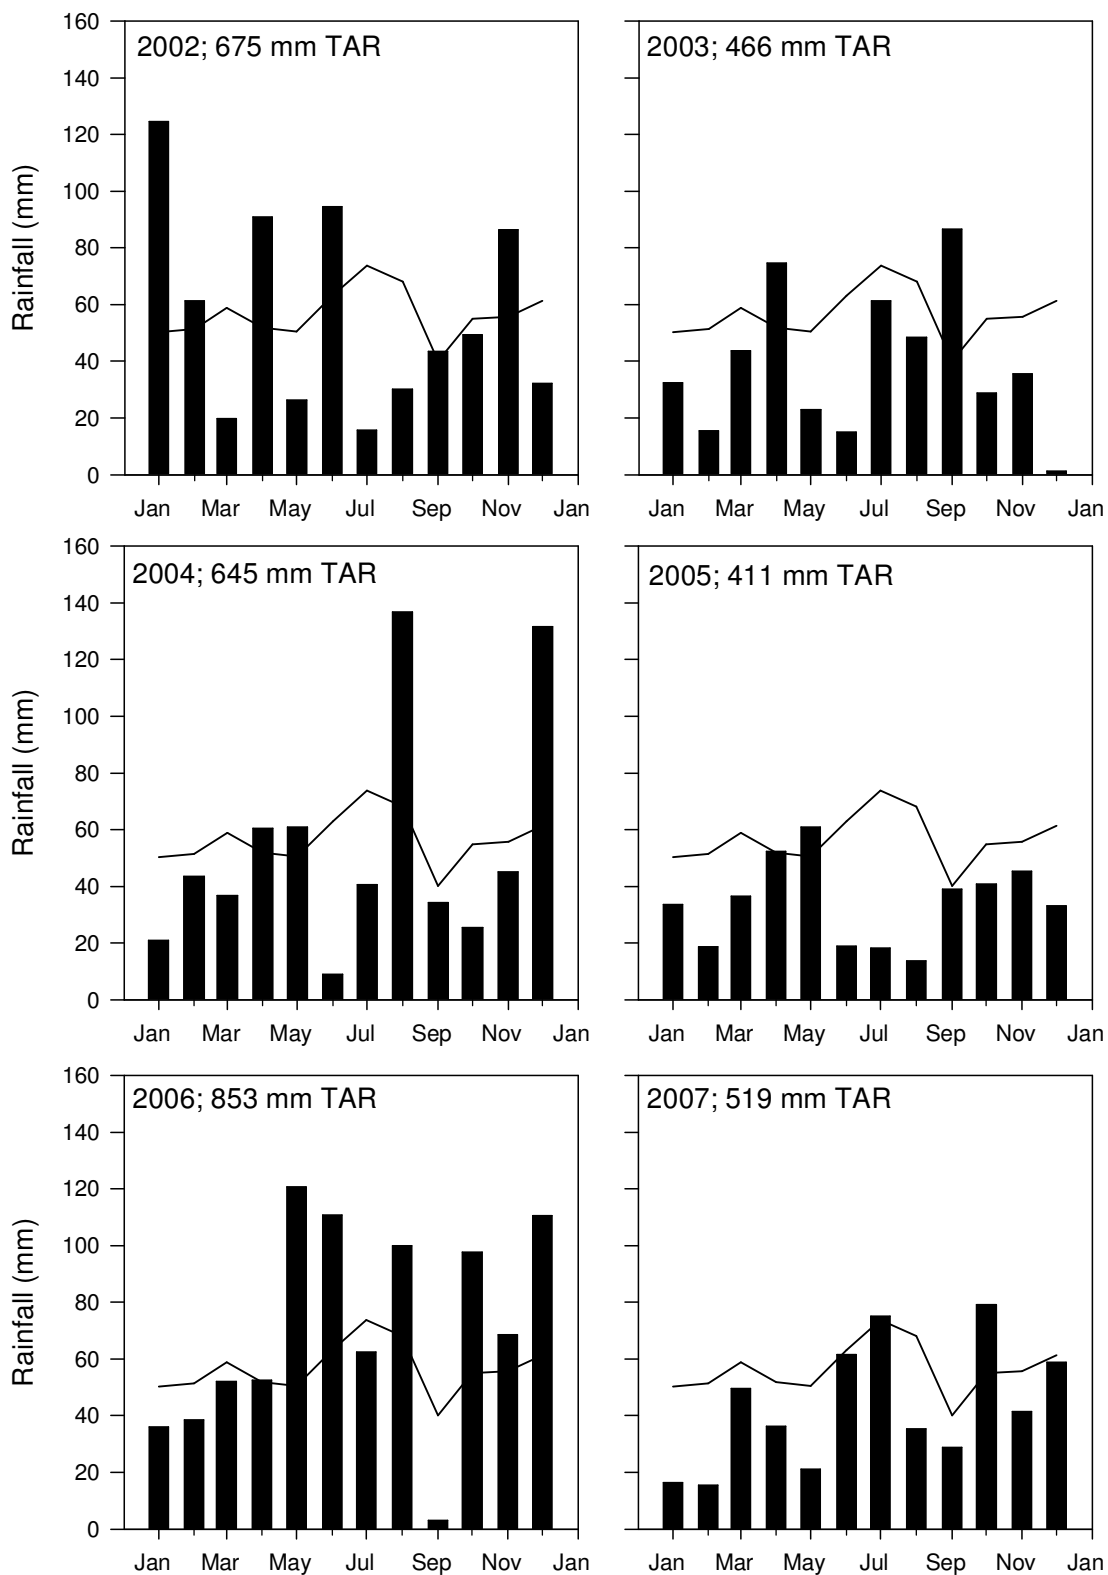 2002; 675 mm TAR
2003; 466 mm TAR
Rainfall (mm)
160
140
120
100
80
60
40
20
0
Jan Mar May Jul Sep Nov Jan
Jan Mar May Jul Sep Nov Jan
2004; 645 mm TAR
2005; 411 mm TAR
Rainfall (mm)
160
140
120
100
80
60
40
20
0
Jan Mar May Jul Sep Nov Jan
Jan Mar May Jul Sep Nov Jan
2006; 853 mm TAR
2007; 519 mm TAR
Rainfall (mm)
160
140
120
100
80
60
40
20
0
Jan Mar May Jul Sep Nov Jan
Jan Mar May Jul Sep Nov Jan